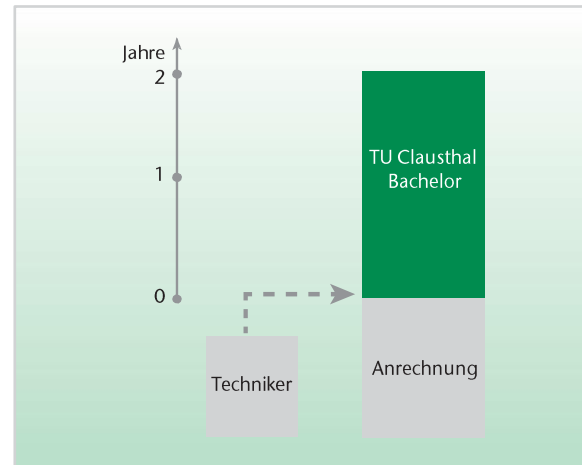 Jahre
2
1
0
TU Clausthal
Bachelor
Techniker
Anrechnung